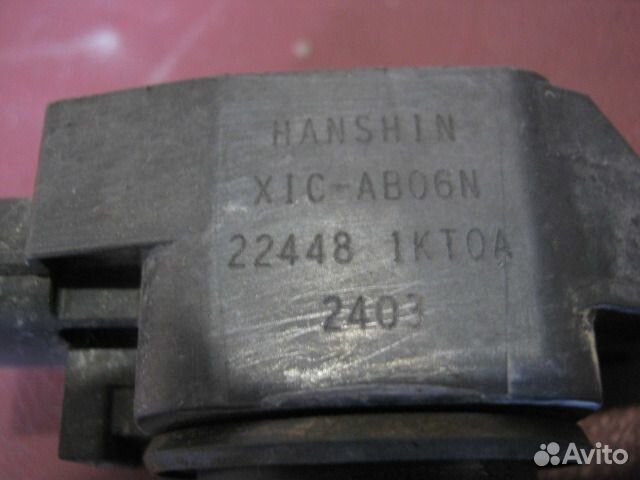 HANSHIN
XIC-AB06N
22448 1KT0A
2403
Avito